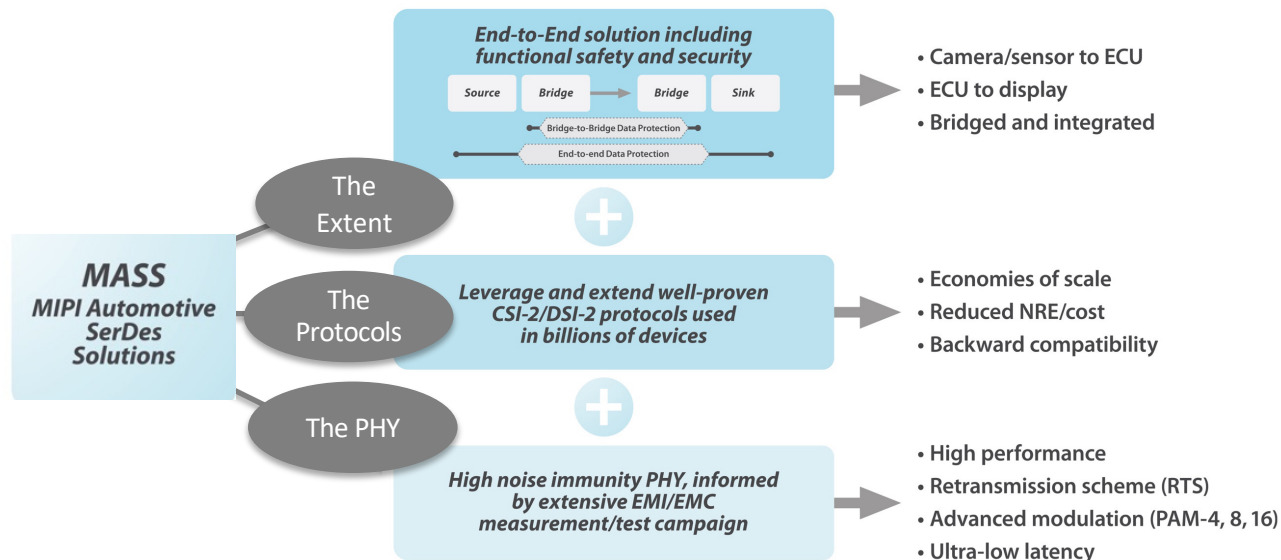 MASS
MIPI Automotive
SerDes
Solutions
The
Extent
End-to-End solution including
functional safety and security
Source
Bridge
Bridge
Sink
Bridge-to-Bridge Data Protection
End-to-end Data Protection
• Camera/sensor to ECU
• ECU to display
• Bridged and integrated
The
Protocols
Leverage and extend well-proven
CSI-2/DSI-2 protocols used
in billions of devices
• Economies of scale
• Reduced NRE/cost
• Backward compatibility
The PHY
High noise immunity PHY, informed
by extensive EMI/EMC
measurement/test campaign
• High performance
• Retransmission scheme (RTS)
• Advanced modulation (PAM-4, 8, 16)
• Ultra-low latency